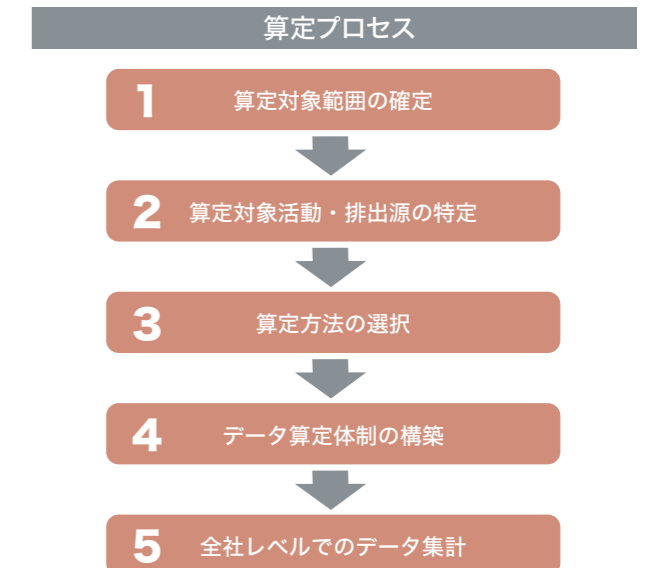 算定プロセス
1 算定対象範囲の確定
2 算定対象活動・排出源の特定
3 算定方法の選択
4 データ算定体制の構築
5 全社レベルでのデータ集計